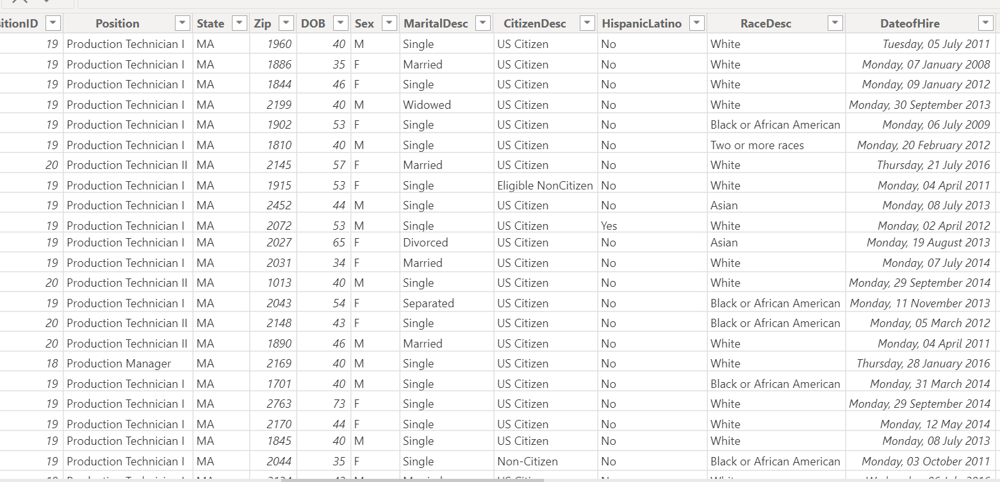 itionID Position State Zip DOB Sex MaritalDesc CitizenDesc HispanicLatino RaceDesc DateofHire
19 Production Technician I MA 1960 40 M Single US Citizen No White Tuesday, 05 July 2011
19 Production Technician I MA 1886 35 F Married US Citizen No White Monday, 07 January 2008
19 Production Technician I MA 1844 46 F Single US Citizen No White Monday, 09 January 2012
19 Production Technician I MA 2199 40 M Widowed US Citizen No White Monday, 30 September 2013
19 Production Technician I MA 1902 53 F Single US Citizen No Black or African American Monday, 06 July 2009
19 Production Technician I MA 1810 40 M Single US Citizen No Two or more races Monday, 20 February 2012
20 Production Technician II MA 2145 57 F Married US Citizen No White Thursday, 21 July 2016
19 Production Technician I MA 1915 53 F Single Eligible NonCitizen No White Monday, 04 April 2011
19 Production Technician I MA 2452 44 M Single US Citizen No Asian Monday, 08 July 2013
19 Production Technician I MA 2072 53 M Single US Citizen Yes White Monday, 02 April 2012
19 Production Technician I MA 2027 65 F Divorced US Citizen No Asian Monday, 19 August 2013
19 Production Technician I MA 2031 34 F Married US Citizen No White Monday, 07 July 2014
20 Production Technician II MA 1013 40 M Single US Citizen No White Monday, 29 September 2014
19 Production Technician I MA 2043 54 F Separated US Citizen No Black or African American Monday, 11 November 2013
20 Production Technician II MA 2148 43 F Single US Citizen No Black or African American Monday, 05 March 2012
20 Production Technician II MA 1890 46 M Married US Citizen No White Monday, 04 April 2011
18 Production Manager MA 2169 40 M Single US Citizen No White Thursday, 28 January 2016
19 Production Technician I MA 1701 40 M Single US Citizen No Black or African American Monday, 31 March 2014
19 Production Technician I MA 2763 73 F Single US Citizen No White Monday, 29 September 2014
19 Production Technician I MA 2170 44 F Single US Citizen No White Monday, 12 May 2014
19 Production Technician I MA 1845 40 M Single US Citizen No White Monday, 08 July 2013
19 Production Technician I MA 2044 35 F Single Non-Citizen No Black or African American Monday, 03 October 2011